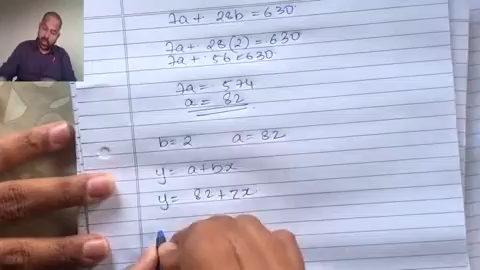 7a + 28b = 630
7a + 28(2) = 630
7a + 56 = 630
7a = 574
a = 82
b = 2 a = 82
y = a + bx
y = 82 + 2x